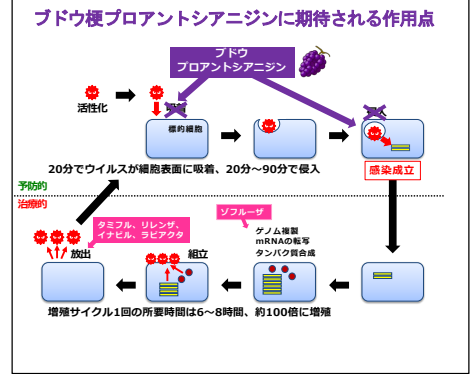 ブドウ梗プロアントシアニジンに期待される作用点
ブドウ
プロアントシアニジン
活性化
吸着
侵入
標的細胞
感染成立
20分でウイルスが細胞表面に吸着、20分～90分で侵入
予防的
治療的
タミフル、リレンザ、
イナビル、ラピアクタ
ゾフルーザ
ゲノム複製
mRNAの転写
タンパク質合成
放出
組立
増殖サイクル1回の所要時間は6～8時間、約100倍に増殖